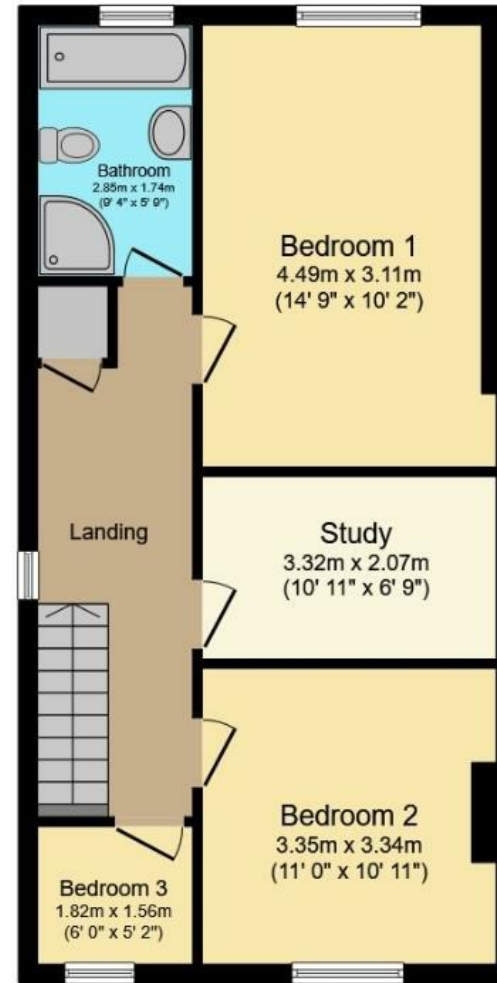 Bathroom
2.85m x 1.74m
(9' 4" x 5' 9")
Bedroom 1
4.49m x 3.11m
(14' 9" x 10' 2")
Landing
Study
3.32m x 2.07m
(10' 11" x 6' 9")
Bedroom 2
3.35m x 3.34m
(11' 0" x 10' 11")
Bedroom 3
1.82m x 1.56m
(6' 0" x 5' 2")